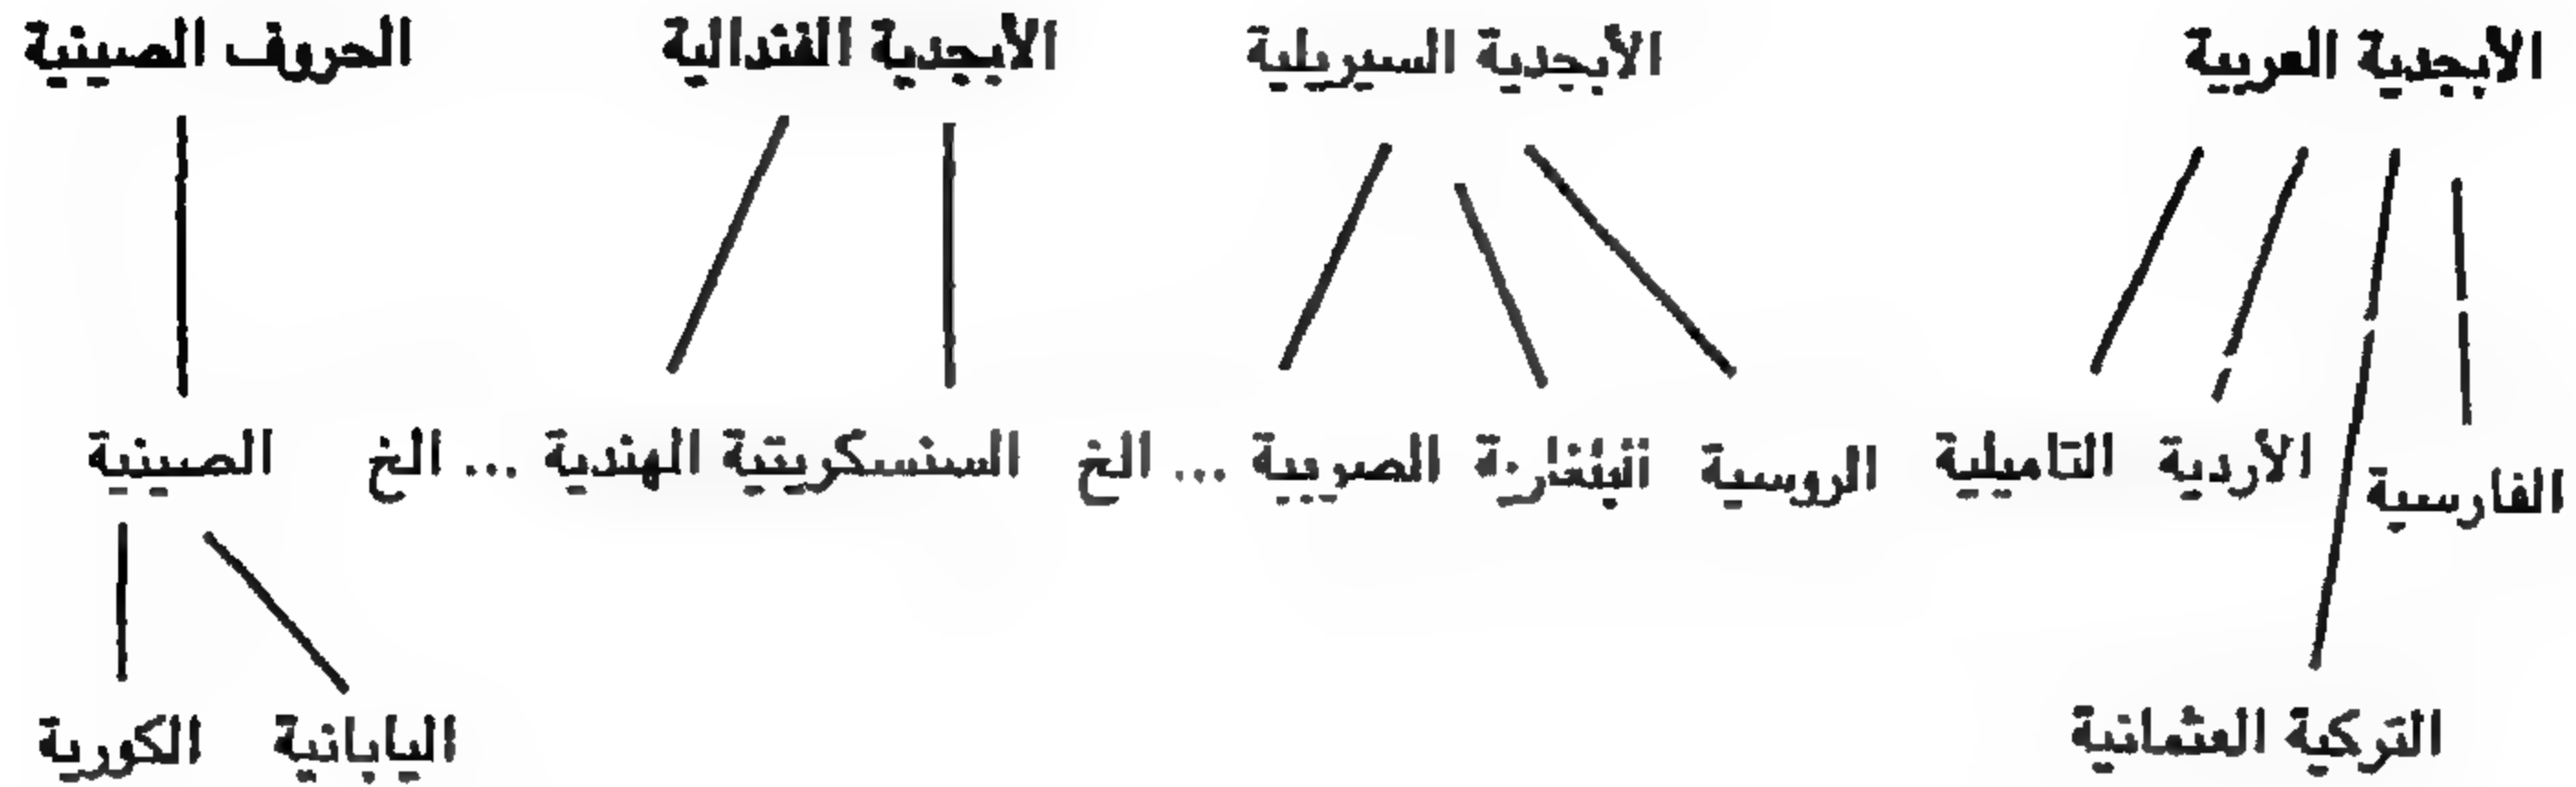 الأبجدية العربية
الأبجدية السيريلية
الأبجدية الفندالية
الحروف الصينية
الفارسية
الأردية
التاميلية
الروسية
البلغارية
الصربية ... الخ
السنسكريتية
الهندية ... الخ
الصينية
التركية العثمانية
اليابانية
الكورية